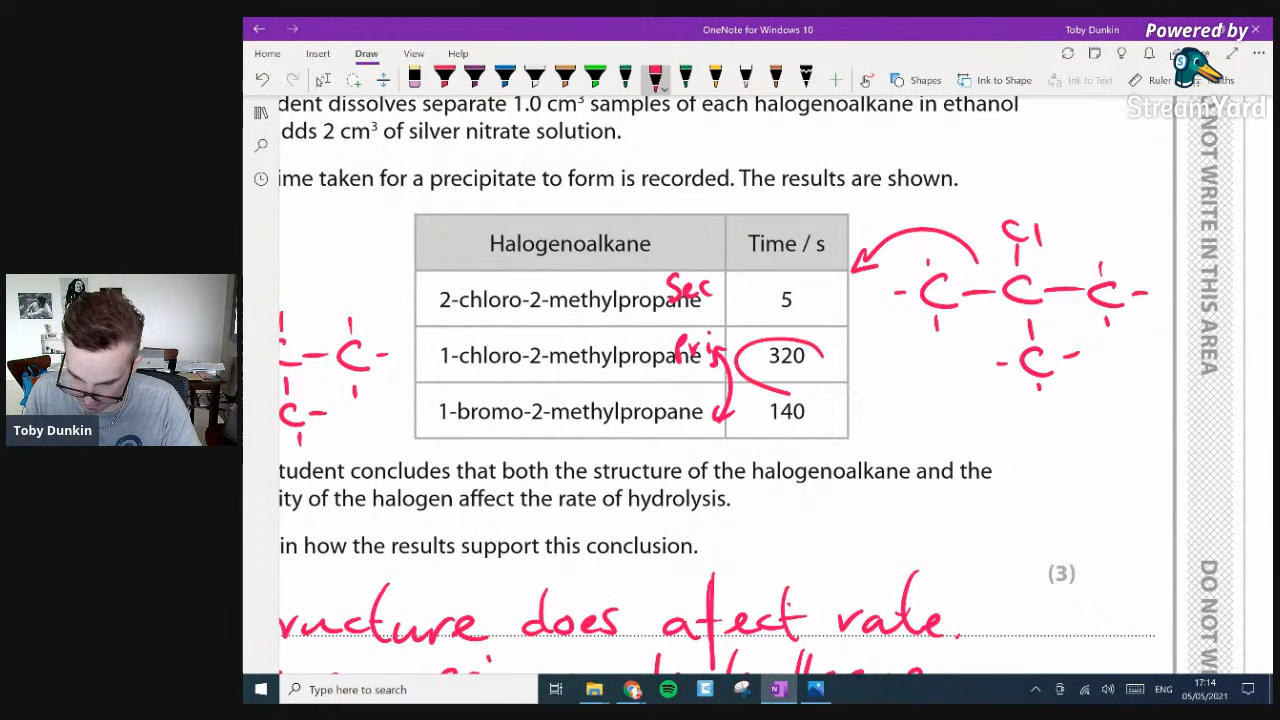 OneNote for Windows 10
Toby Dunkin
Powered by
StreamYard
Home Insert Draw View Help
Shapes Ink to Shape Ink to Text Ruler Maths
dent dissolves separate 1.0 cm³ samples of each halogenoalkane in ethanol
adds 2 cm³ of silver nitrate solution.
ime taken for a precipitate to form is recorded. The results are shown.
Halogenoalkane Time / s
2-chloro-2-methylpropane 5
sec
1-chloro-2-methylpropane 320
1-bromo-2-methylpropane 140
Cl
C C C
C
C
C
Toby Dunkin
tudent concludes that both the structure of the halogenoalkane and the
ity of the halogen affect the rate of hydrolysis.
in how the results support this conclusion.
(3)
ructure does afect rate.
NOT WRITE IN THIS AREA
DO NOT W
Type here to search
ENG
17:14
05/05/2021